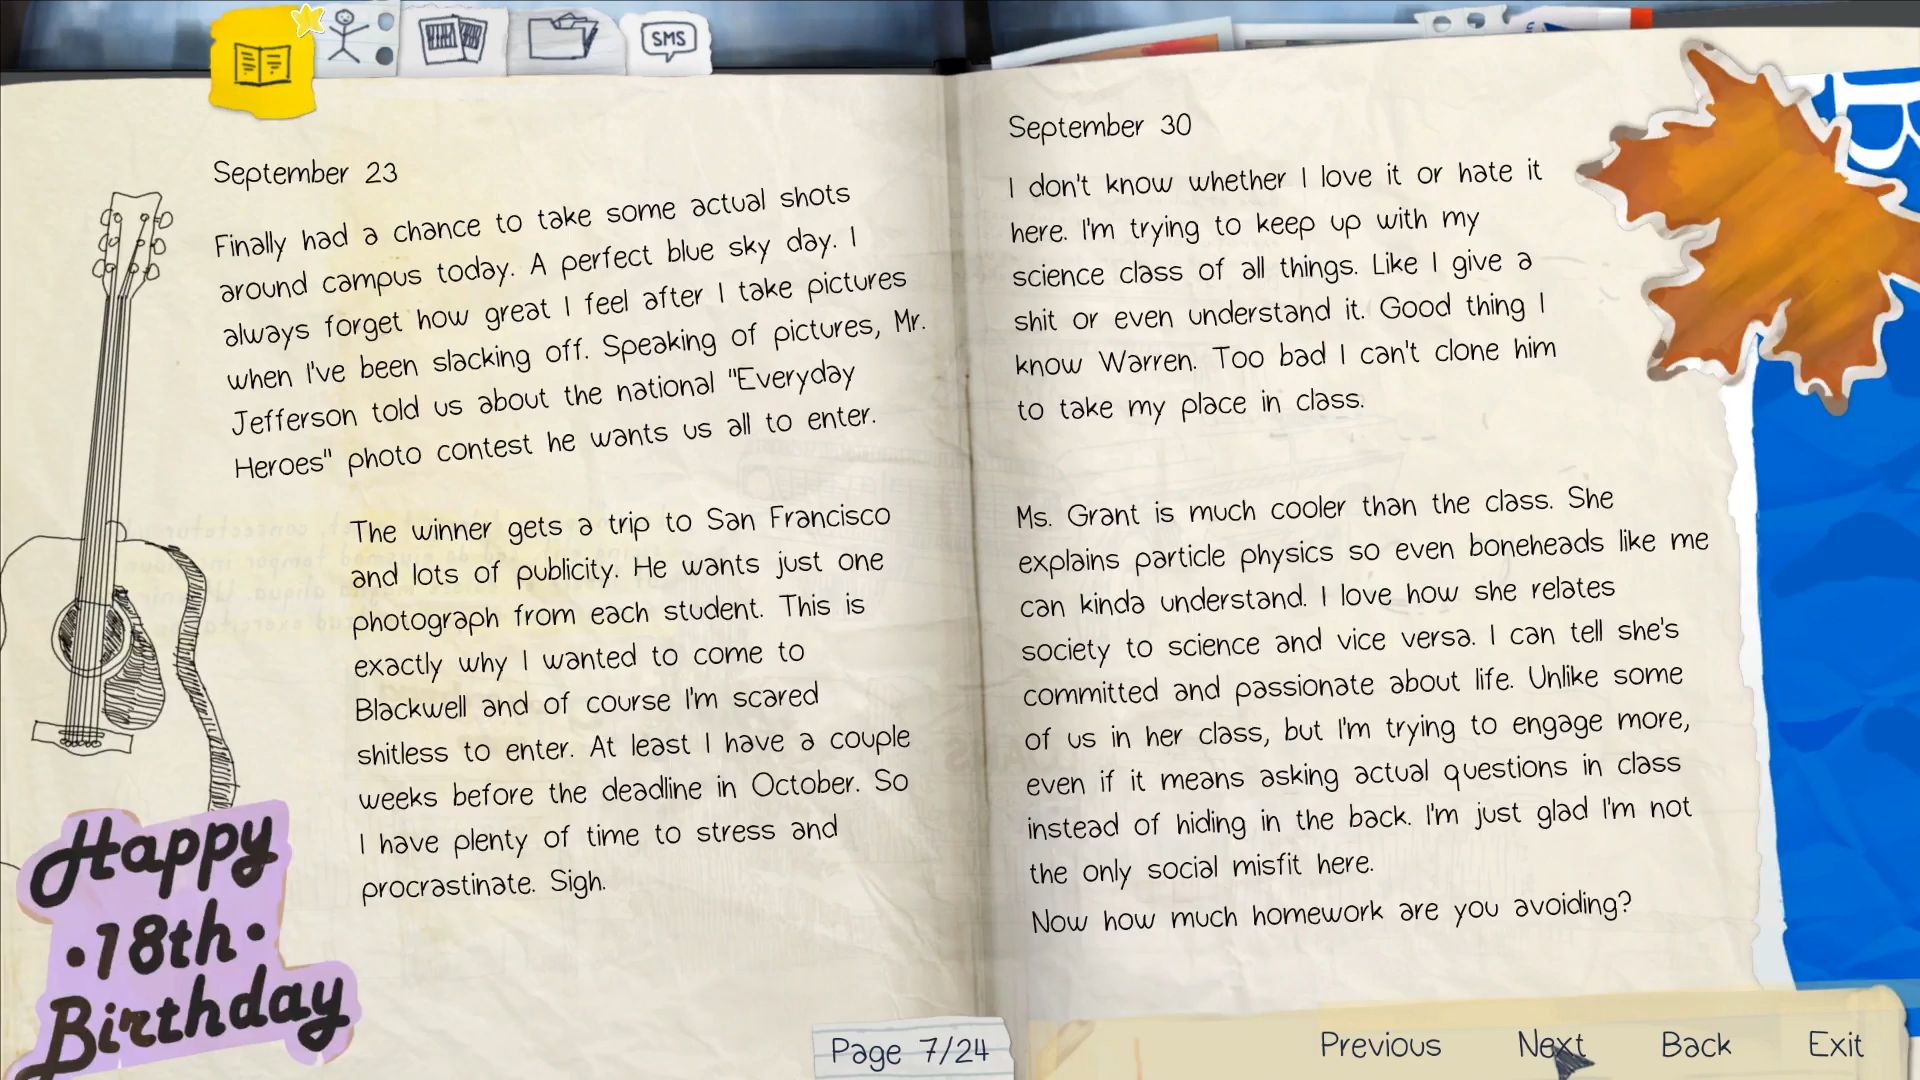 SMS
September 23
Finally had a chance to take some actual shots
around campus today. A perfect blue sky day. I
always forget how great I feel after I take pictures
when I've been slacking off. Speaking of pictures, Mr.
Jefferson told us about the national "Everyday
Heroes" photo contest he wants us all to enter.
The winner gets a trip to San Francisco
and lots of publicity. He wants just one
photograph from each student. This is
exactly why I wanted to come to
Blackwell and of course I'm scared
shitless to enter. At least I have a couple
weeks before the deadline in October. So
I have plenty of time to stress and
procrastinate. Sigh.
Happy
•18th•
Birthday
September 30
I don't know whether I love it or hate it
here. I'm trying to keep up with my
science class of all things. Like I give a
shit or even understand it. Good thing I
know Warren. Too bad I can't clone him
to take my place in class.
Ms. Grant is much cooler than the class. She
explains particle physics so even boneheads like me
can kinda understand. I love how she relates
society to science and vice versa. I can tell she's
committed and passionate about life. Unlike some
of us in her class, but I'm trying to engage more,
even if it means asking actual questions in class
instead of hiding in the back. I'm just glad I'm not
the only social misfit here.
Now how much homework are you avoiding?
Page 7/24
Previous Next Back Exit